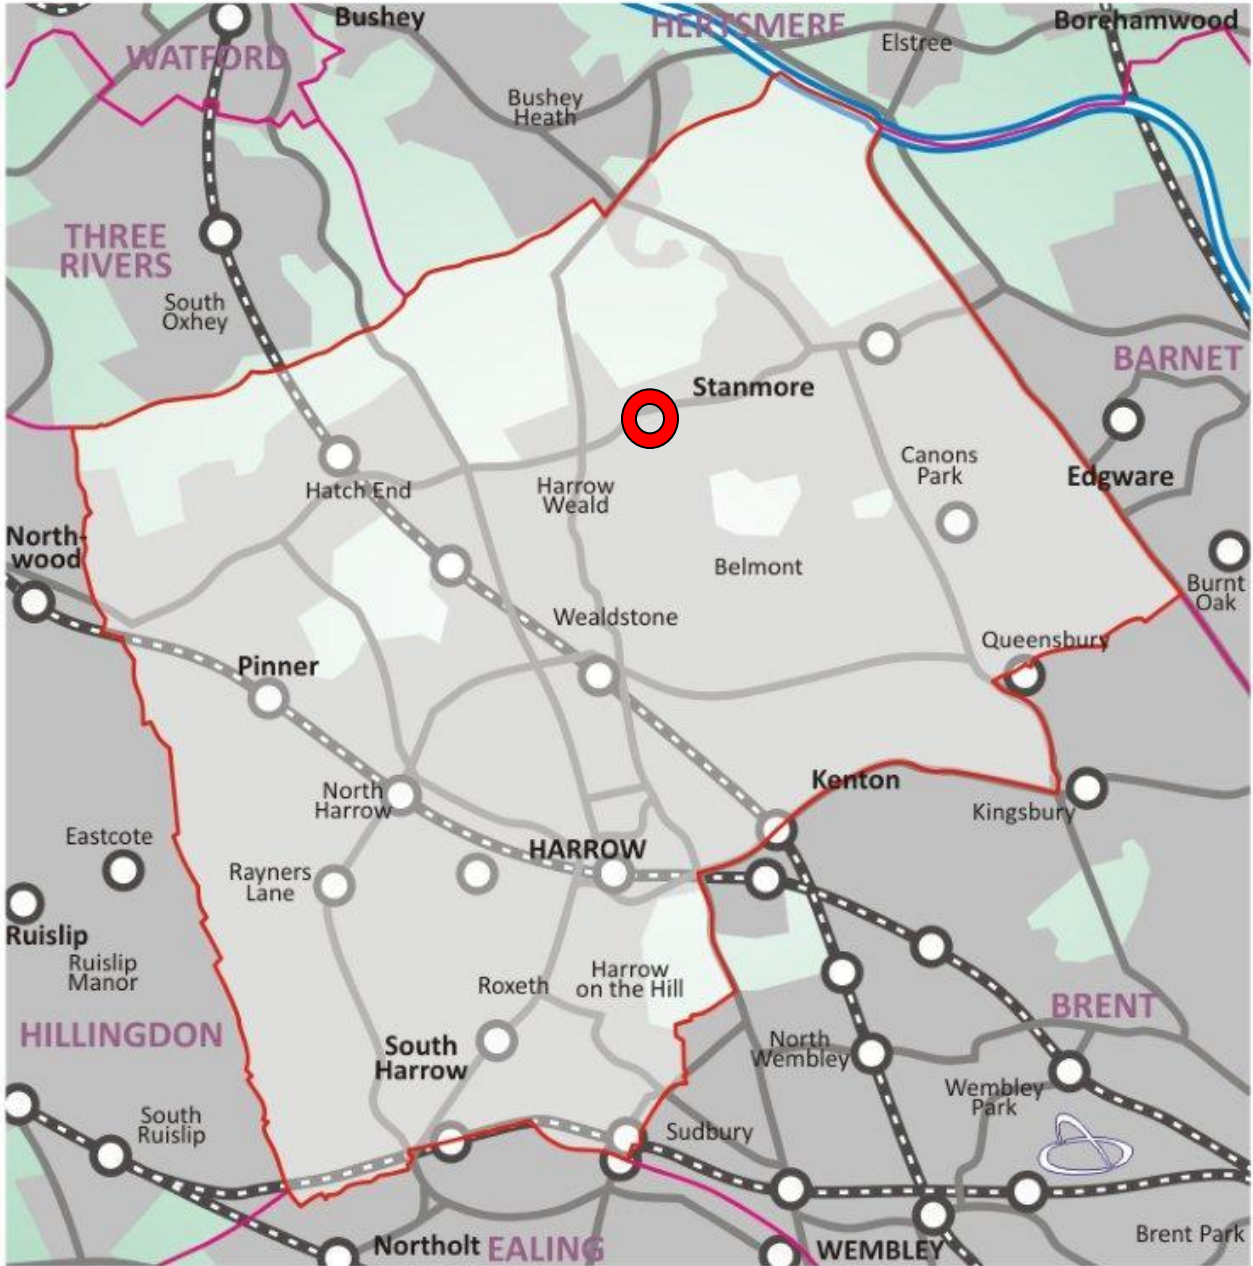 Bushey
HERTSMERE
Borehamwood
WATFORD
Elstree
Bushey
Heath
THREE
RIVERS
South
Oxhey
BARNET
Stanmore
Canons
Park
Edgware
Hatch End
Harrow
Weald
North-
wood
Belmont
Burnt
Oak
Wealdstone
Queensbury
Pinner
Kenton
North
Harrow
Kingsbury
Eastcote
HARROW
Rayners
Lane
Ruislip
Ruislip
Manor
Roxeth
Harrow
on the Hill
BRENT
HILLINGDON
South
Harrow
North
Wembley
Wembley
Park
South
Ruislip
Sudbury
Brent Park
Northolt
EALING
WEMBLEY